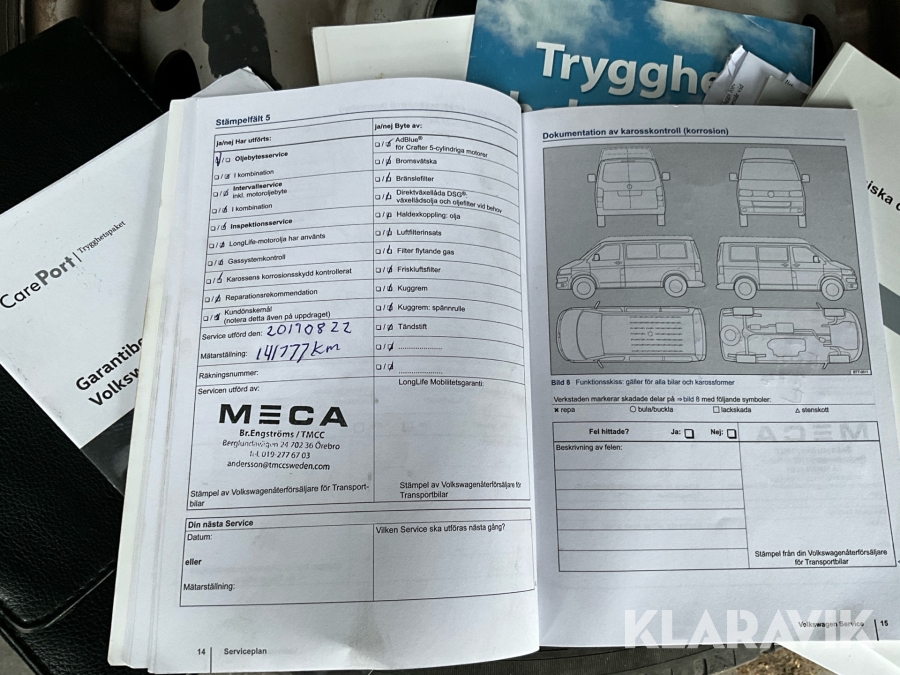 Trygghe
CarePort | Trygghetspaket
Garantibe
Volksw
Stämpelfält 5
ja/nej Har utförts:
Oljebytesservice
I kombination
Intervallservice
inkl. motoroljebyte
I kombination
Inspektionsservice
LongLife-motorolja har använts
Gassystemkontroll
Karossens korrosionsskydd kontrollerat
Reparationsrekommendation
Kundönskemål
(notera detta även på uppdraget)
Service utförd den: 20190822
Mätarställning: 141777 km
Räkningsnummer:
Servicen utförd av:
MECA
Br.Engströms / TMCC
Berglundavägen 24 702 36 Örebro
tel. 019-277 67 03
andersson@tmccsweden.com
Stämpel av Volkswagenåterförsäljare för Transport-
bilar
ja/nej Byte av:
AdBlue®
för Crafter 5-cylindriga motorer
Bromsvätska
Bränslefilter
Direktväxellåda DSG®:
växellådsolja och oljefilter vid behov
Haldexkoppling: olja
Luftfilterinsats
Filter flytande gas
Friskluftsfilter
Kuggrem
Kuggrem: spännrulle
Tändstift
LongLife Mobilitetsgaranti:
Stämpel av Volkswagenåterförsäljare för
Transportbilar
Din nästa Service
Datum:
eller
Mätarställning:
Vilken Service ska utföras nästa gång?
14 | Serviceplan
Dokumentation av karosskontroll (korrosion)
Bild 8 Funktionsskiss: gäller för alla bilar och karossformer
Verkstaden markerar skadade delar på ⇒ bild 8 med följande symboler:
× repa ○ bula/buckla □ lackskada △ stenskott
Fel hittade? Ja: □ Nej: □
Beskrivning av felen:
MECA
Stämpel från din Volkswagenåterförsäljare
för Transportbilar
Volkswagen Service | 15
KLARAVIK